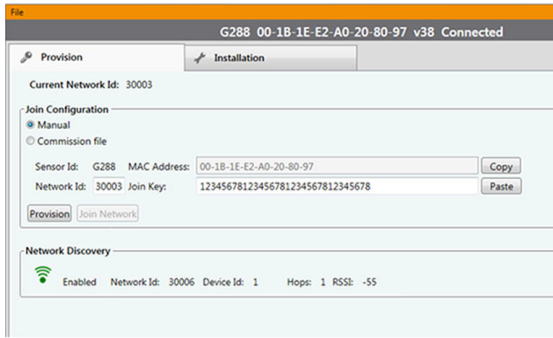 File
G288 00-1B-1E-E2-A0-20-80-97 v38 Connected
Provision
Installation
Current Network Id: 30003
Join Configuration
Manual
Commission file
Sensor Id: G288 MAC Address: 00-1B-1E-E2-A0-20-80-97 Copy
Network Id: 30003 Join Key: 12345678123456781234567812345678 Paste
Provision Join Network
Network Discovery
Enabled Network Id: 30006 Device Id: 1 Hops: 1 RSSI: -55